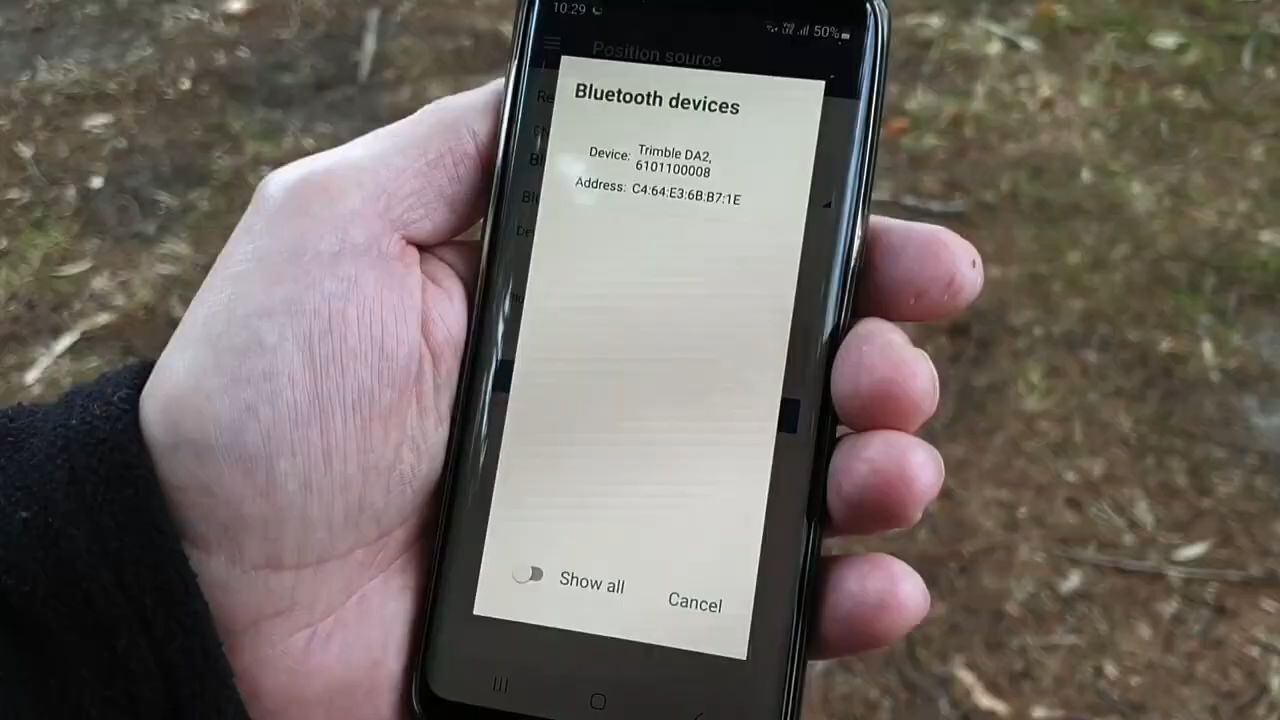 10:29
50%
Position source
Bluetooth devices
Device: Trimble DA2,
6101100008
Address: C4:64:E3:6B:B7:1E
Show all
Cancel